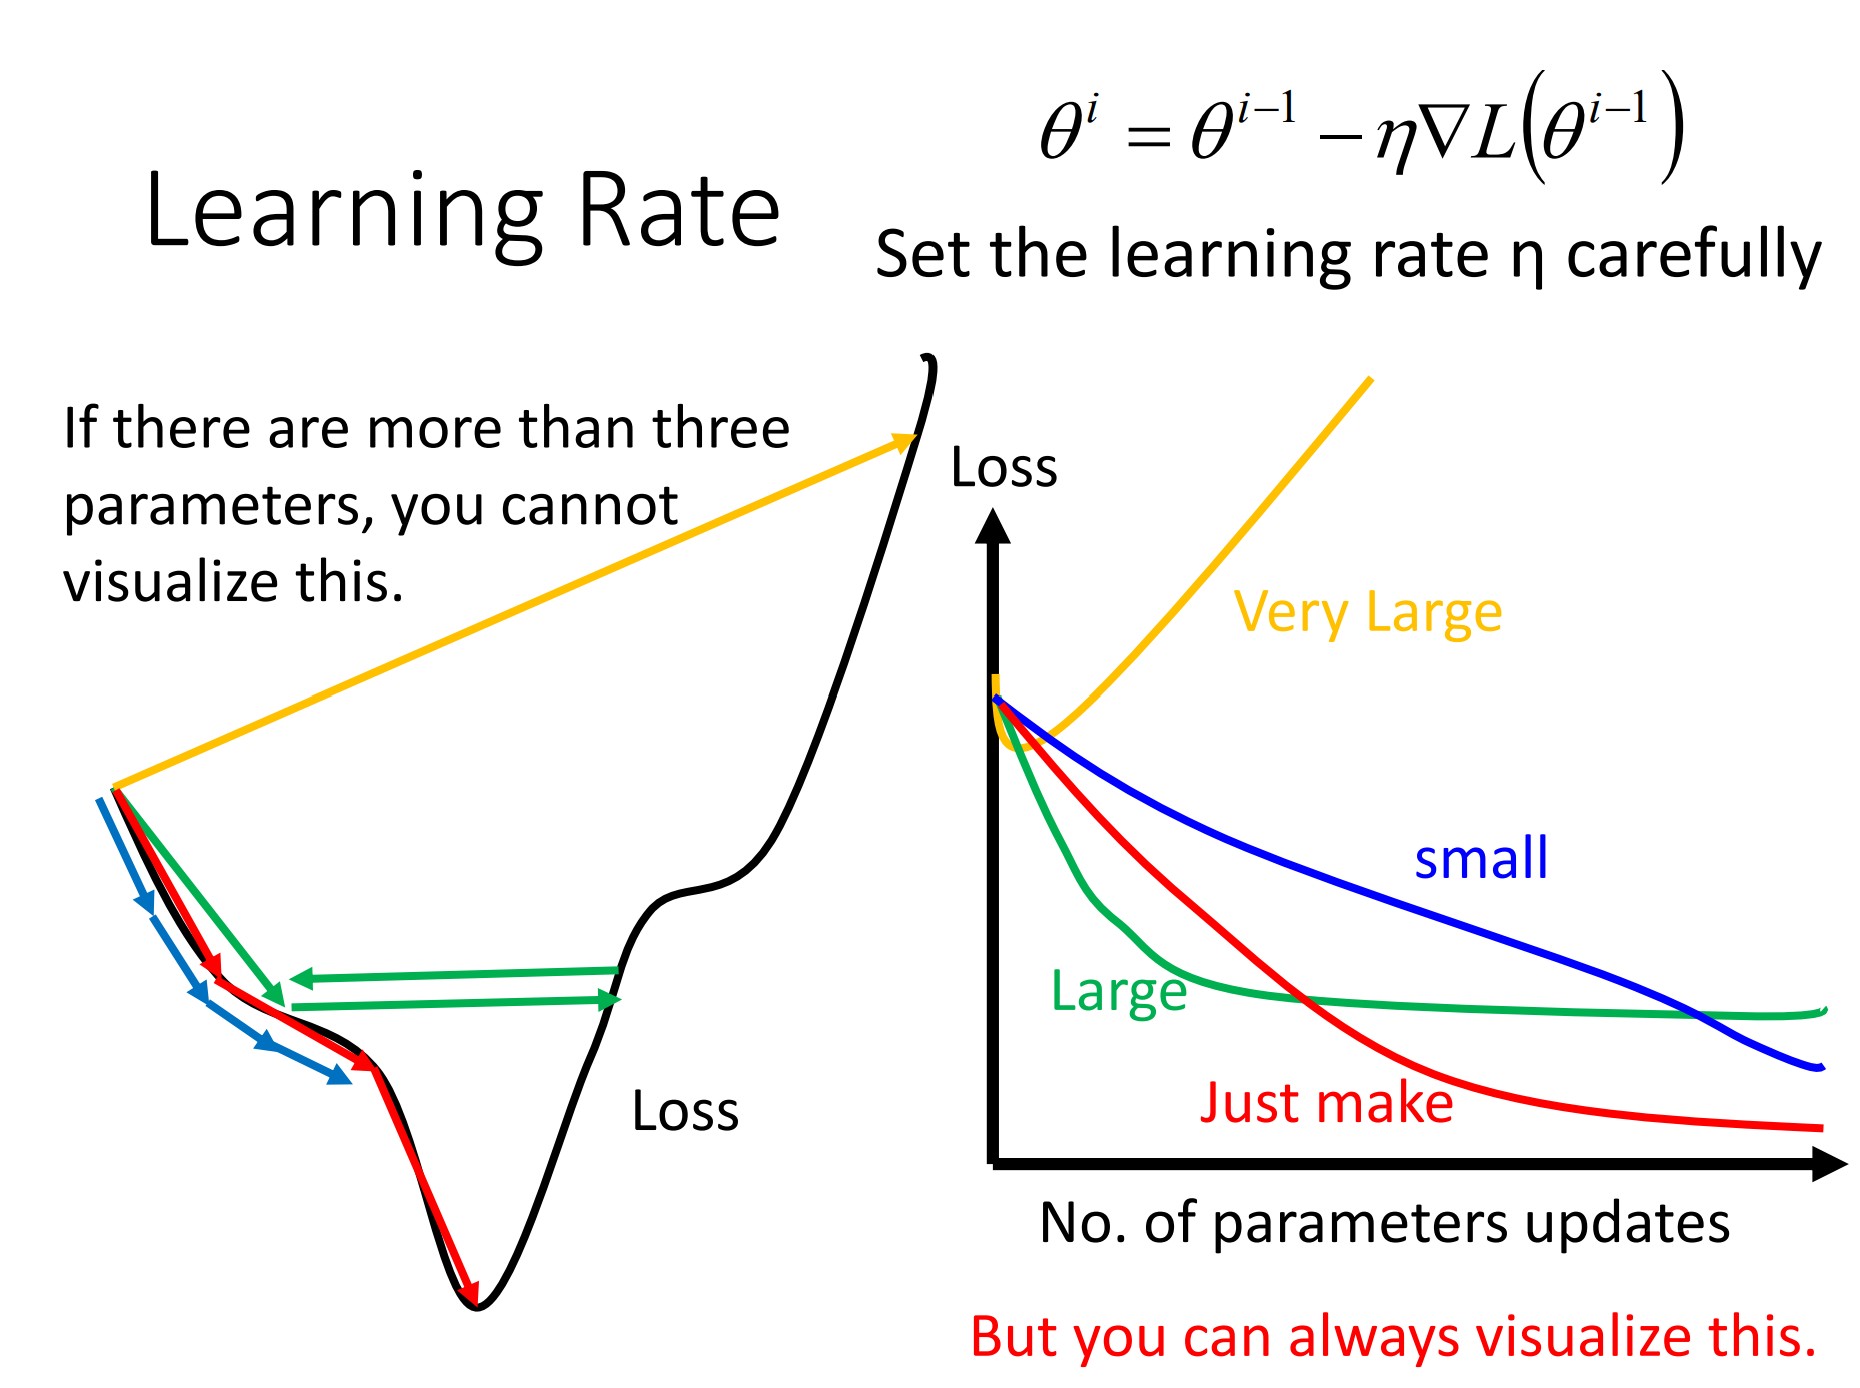 Learning Rate
θ^i = θ^{i−1} − η∇L(θ^{i−1})
Set the learning rate η carefully
If there are more than three
parameters, you cannot
visualize this.
Loss
Loss
Very Large
small
Large
Just make
No. of parameters updates
But you can always visualize this.